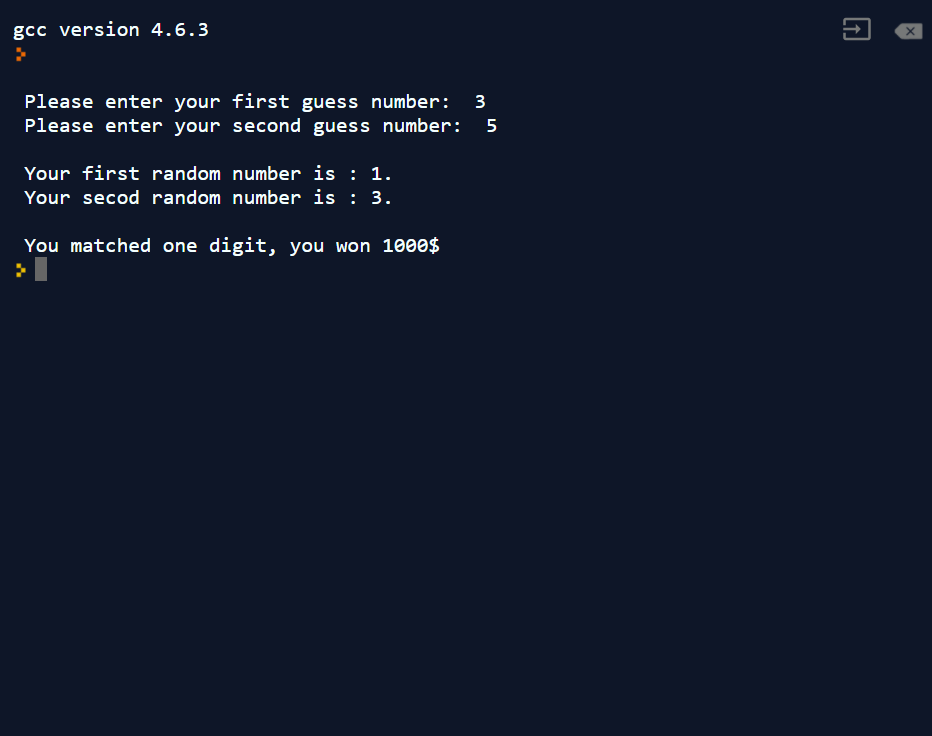 gcc version 4.6.3
Please enter your first guess number:  3
Please enter your second guess number:  5
Your first random number is : 1.
Your secod random number is : 3.
You matched one digit, you won 1000$